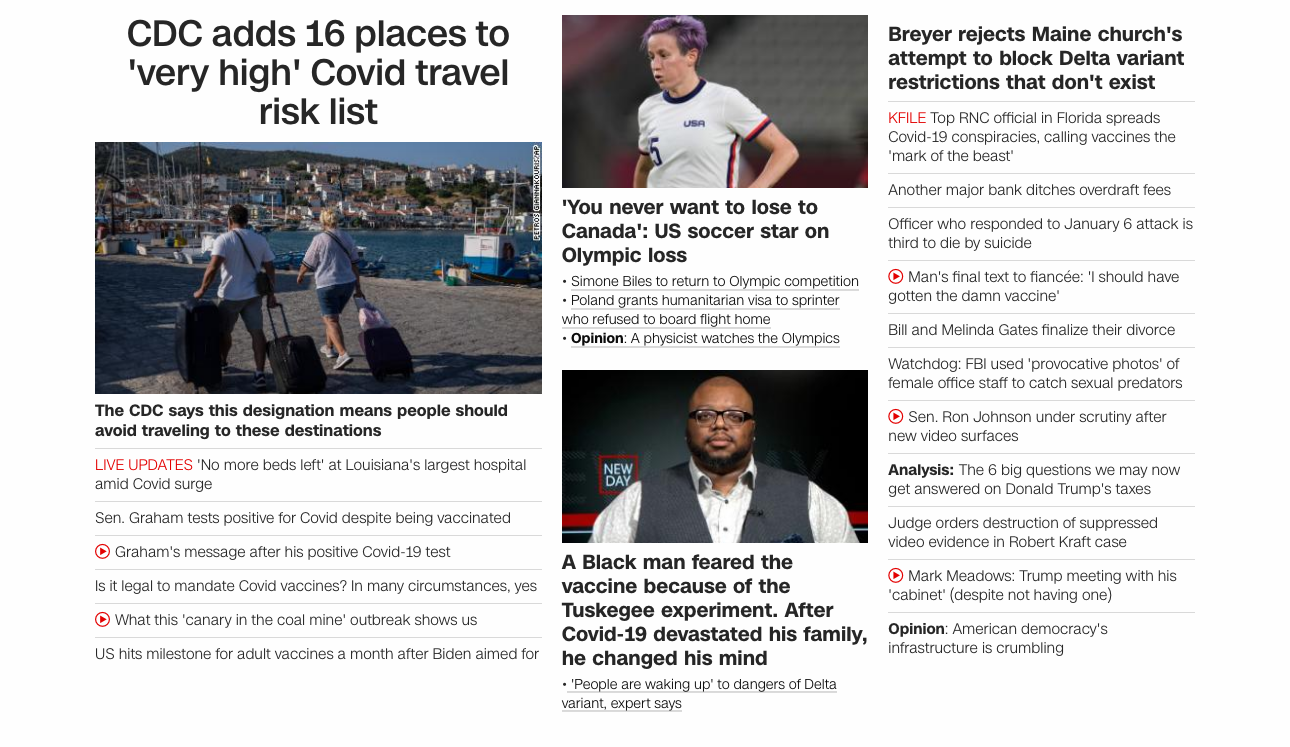 CDC adds 16 places to
'very high' Covid travel
risk list
PETROS GIANNAKOURIS/AP
The CDC says this designation means people should
avoid traveling to these destinations
LIVE UPDATES 'No more beds left' at Louisiana's largest hospital
amid Covid surge
Sen. Graham tests positive for Covid despite being vaccinated
Graham's message after his positive Covid-19 test
Is it legal to mandate Covid vaccines? In many circumstances, yes
What this 'canary in the coal mine' outbreak shows us
US hits milestone for adult vaccines a month after Biden aimed for
USA
5
'You never want to lose to
Canada': US soccer star on
Olympic loss
• Simone Biles to return to Olympic competition
• Poland grants humanitarian visa to sprinter
who refused to board flight home
• Opinion: A physicist watches the Olympics
NEW
DAY
A Black man feared the
vaccine because of the
Tuskegee experiment. After
Covid-19 devastated his family,
he changed his mind
• 'People are waking up' to dangers of Delta
variant, expert says
Breyer rejects Maine church's
attempt to block Delta variant
restrictions that don't exist
KFILE Top RNC official in Florida spreads
Covid-19 conspiracies, calling vaccines the
'mark of the beast'
Another major bank ditches overdraft fees
Officer who responded to January 6 attack is
third to die by suicide
Man's final text to fiancée: 'I should have
gotten the damn vaccine'
Bill and Melinda Gates finalize their divorce
Watchdog: FBI used 'provocative photos' of
female office staff to catch sexual predators
Sen. Ron Johnson under scrutiny after
new video surfaces
Analysis: The 6 big questions we may now
get answered on Donald Trump's taxes
Judge orders destruction of suppressed
video evidence in Robert Kraft case
Mark Meadows: Trump meeting with his
'cabinet' (despite not having one)
Opinion: American democracy's
infrastructure is crumbling